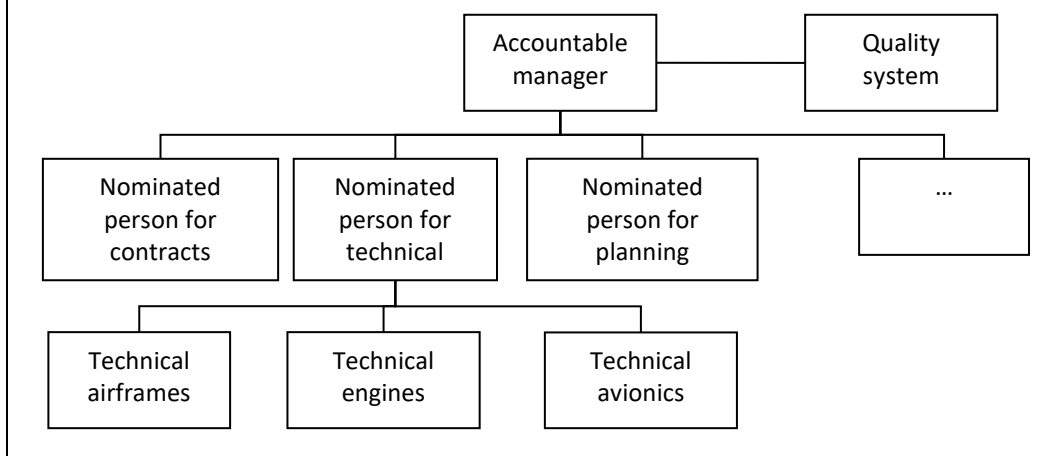 Accountable
manager
Quality
system
Nominated
person for
contracts
Nominated
person for
technical
Nominated
person for
planning
...
Technical
airframes
Technical
engines
Technical
avionics